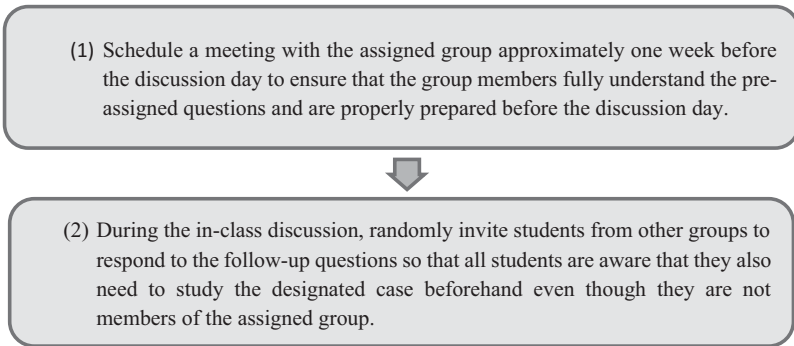 (1) Schedule a meeting with the assigned group approximately one week before
the discussion day to ensure that the group members fully understand the pre-
assigned questions and are properly prepared before the discussion day.
(2) During the in-class discussion, randomly invite students from other groups to
respond to the follow-up questions so that all students are aware that they also
need to study the designated case beforehand even though they are not
members of the assigned group.